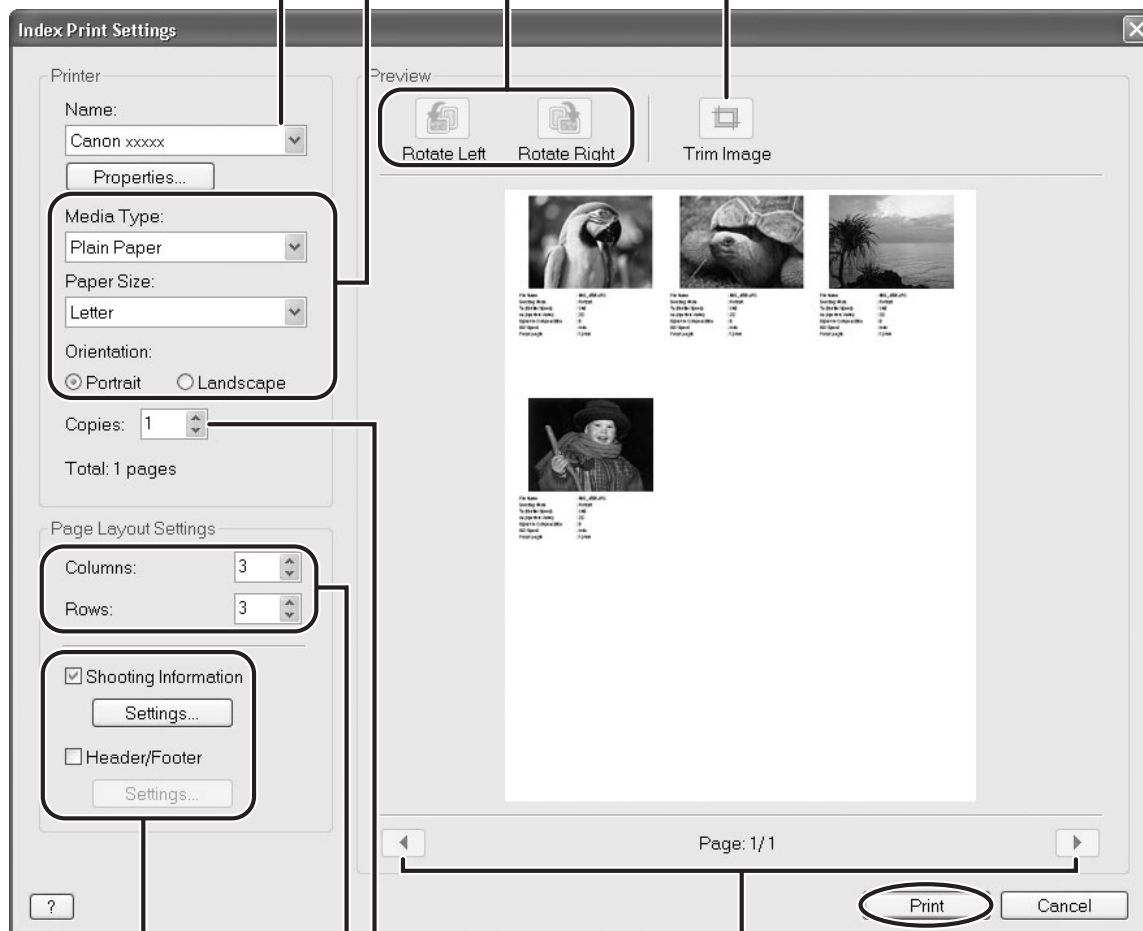 Index Print Settings
Printer
Name:
Canon xxxxx
Properties...
Media Type:
Plain Paper
Paper Size:
Letter
Orientation:
Portrait Landscape
Copies: 1
Total: 1 pages
Page Layout Settings
Columns: 3
Rows: 3
Shooting Information
Settings...
Header/Footer
Settings...
?
Preview
Rotate Left Rotate Right Trim Image
Page: 1/1
Print Cancel